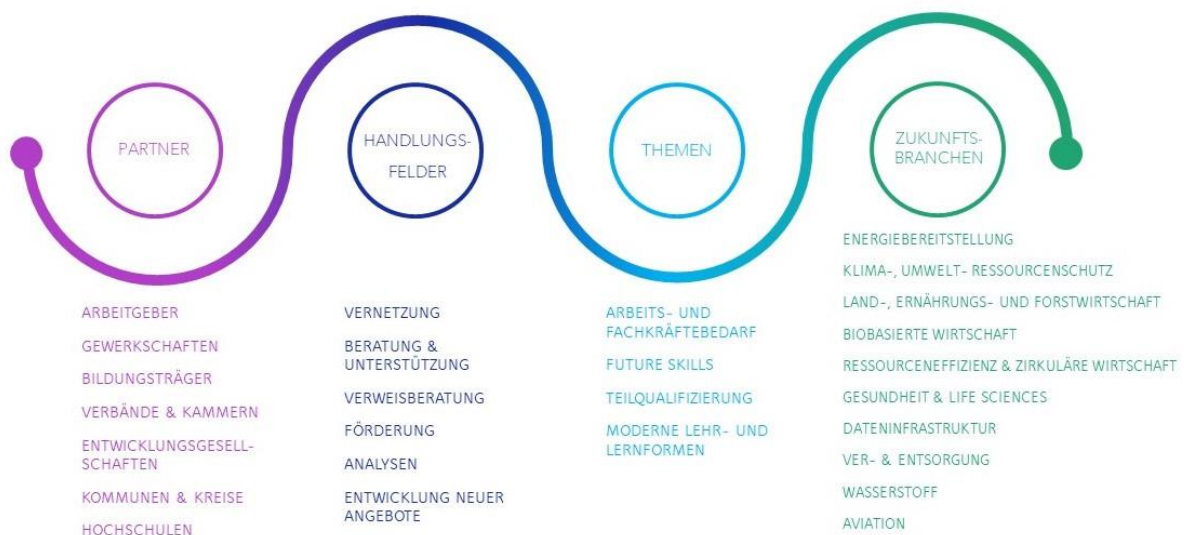 PARTNER
HANDLUNGS-
FELDER
THEMEN
ZUKUNFTS-
BRANCHEN
ARBEITGEBER
GEWERKSCHAFTEN
BILDUNGSTRÄGER
VERBÄNDE & KAMMERN
ENTWICKLUNGSGESELL-
SCHAFTEN
KOMMUNEN & KREISE
HOCHSCHULEN
VERNETZUNG
BERATUNG &
UNTERSTÜTZUNG
VERWEISBERATUNG
FÖRDERUNG
ANALYSEN
ENTWICKLUNG NEUER
ANGEBOTE
ARBEITS- UND
FACHKRÄFTEBEDARF
FUTURE SKILLS
TEILQUALIFIZIERUNG
MODERNE LEHR- UND
LERNFORMEN
ENERGIEBEREITSTELLUNG
KLIMA-, UMWELT- RESSOURCENSCHUTZ
LAND-, ERNÄHRUNGS- UND FORSTWIRTSCHAFT
BIOBASIERTE WIRTSCHAFT
RESSOURCENEFFIZIENZ & ZIRKULÄRE WIRTSCHAFT
GESUNDHEIT & LIFE SCIENCES
DATENINFRASTRUKTUR
VER- & ENTSORGUNG
WASSERSTOFF
AVIATION